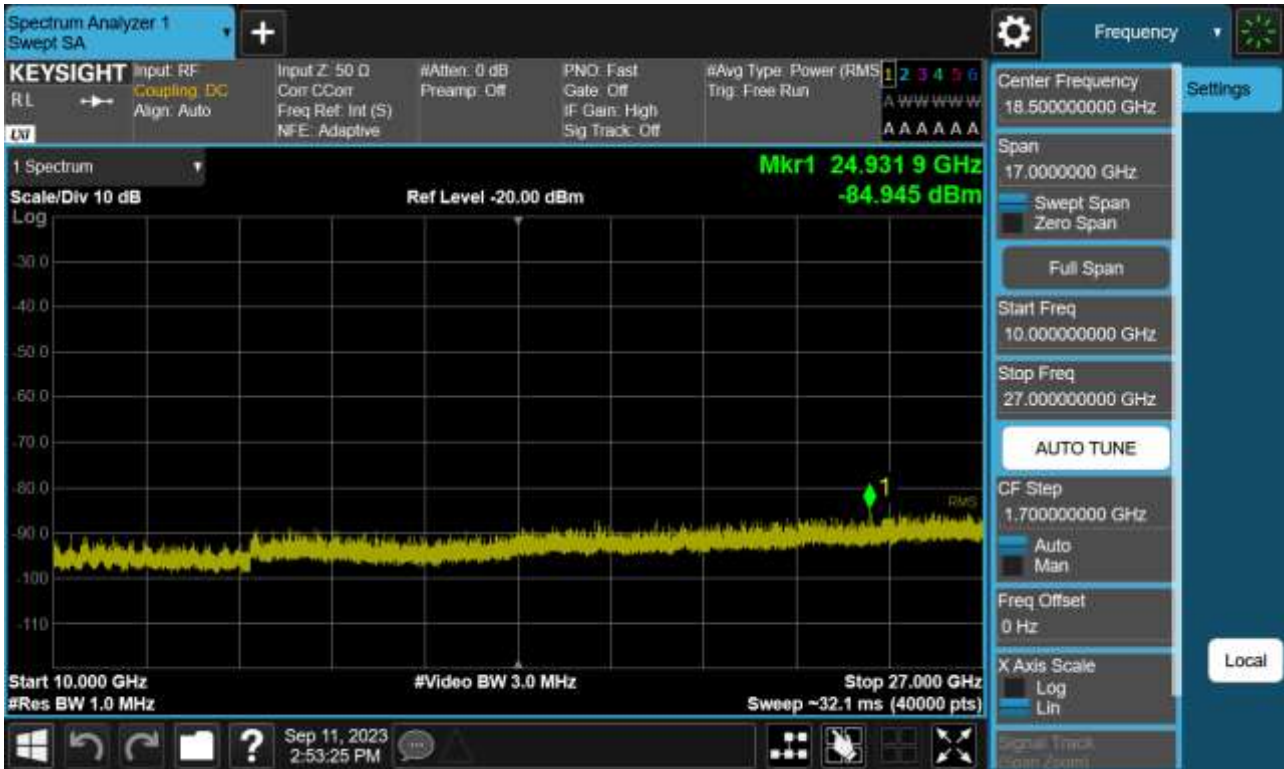 Spectrum Analyzer 1
Swept SA
+
Frequency
KEYSIGHT
RL
LXI
Input: RF
Coupling: DC
Align: Auto
Input Z: 50 Ω
Corr CCorr
Freq Ref: Int (S)
NFE: Adaptive
#Atten: 0 dB
Preamp: Off
PNO: Fast
Gate: Off
IF Gain: High
Sig Track: Off
#Avg Type: Power (RMS
Trig: Free Run
1 2 3 4 5 6
A W W W W W
A A A A A A
1 Spectrum
Mkr1 24.931 9 GHz
-84.945 dBm
Scale/Div 10 dB
Ref Level -20.00 dBm
Log
-30.0
-40.0
-50.0
-60.0
-70.0
-80.0
-90.0
-100
-110
1
RMS
Start 10.000 GHz
#Video BW 3.0 MHz
Stop 27.000 GHz
#Res BW 1.0 MHz
Sweep ~32.1 ms (40000 pts)
Center Frequency
18.500000000 GHz
Span
17.0000000 GHz
Swept Span
Zero Span
Full Span
Start Freq
10.000000000 GHz
Stop Freq
27.000000000 GHz
AUTO TUNE
CF Step
1.700000000 GHz
Auto
Man
Freq Offset
0 Hz
X Axis Scale
Log
Lin
Signal Track
(Span Zoom)
Settings
Local
?
Sep 11, 2023
2:53:25 PM